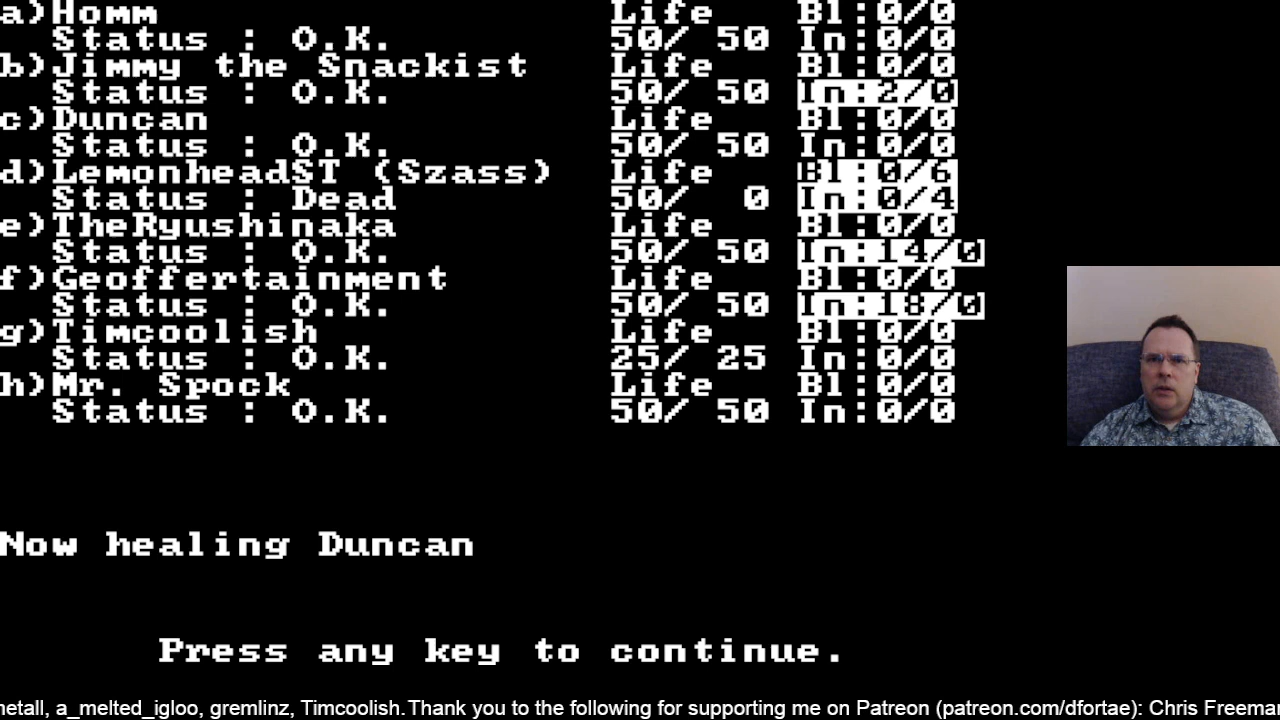 a)Homm Life Bl:0/0
Status : O.K. 50/ 50 In:0/0
b)Jimmy the Snackist Life Bl:0/0
Status : O.K. 50/ 50 In:2/0
c)Duncan Life Bl:0/0
Status : O.K. 50/ 50 In:0/0
d)LemonheadST (Szass) Life Bl:0/6
Status : Dead 50/ 0 In:0/4
e)TheRyushinaka Life Bl:0/0
Status : O.K. 50/ 50 In:14/0
f)Geoffertainment Life Bl:0/0
Status : O.K. 50/ 50 In:18/0
g)Timcoolish Life Bl:0/0
Status : O.K. 25/ 25 In:0/0
h)Mr. Spock Life Bl:0/0
Status : O.K. 50/ 50 In:0/0
Now healing Duncan
Press any key to continue.
netall, a_melted_igloo, gremlinz, Timcoolish.Thank you to the following for supporting me on Patreon (patreon.com/dfortae): Chris Freeman